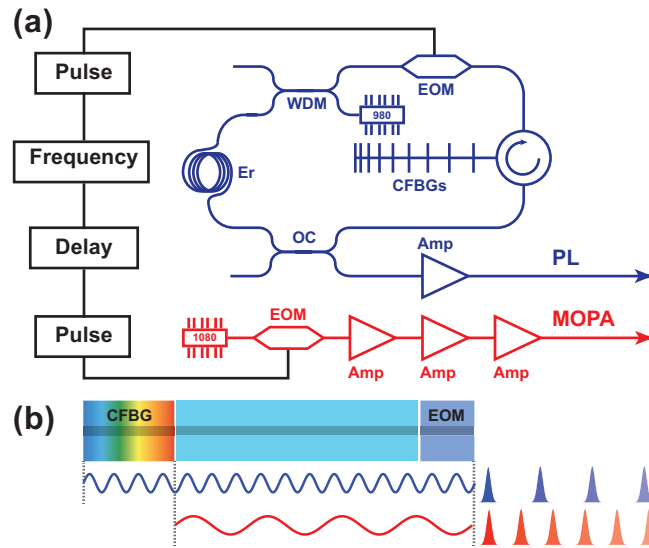 (a)
Pulse
Frequency
Delay
Pulse
WDM
EOM
980
Er
CFBGs
OC
Amp
PL
EOM
1080
MOPA
Amp
Amp
Amp
(b)
CFBG
EOM